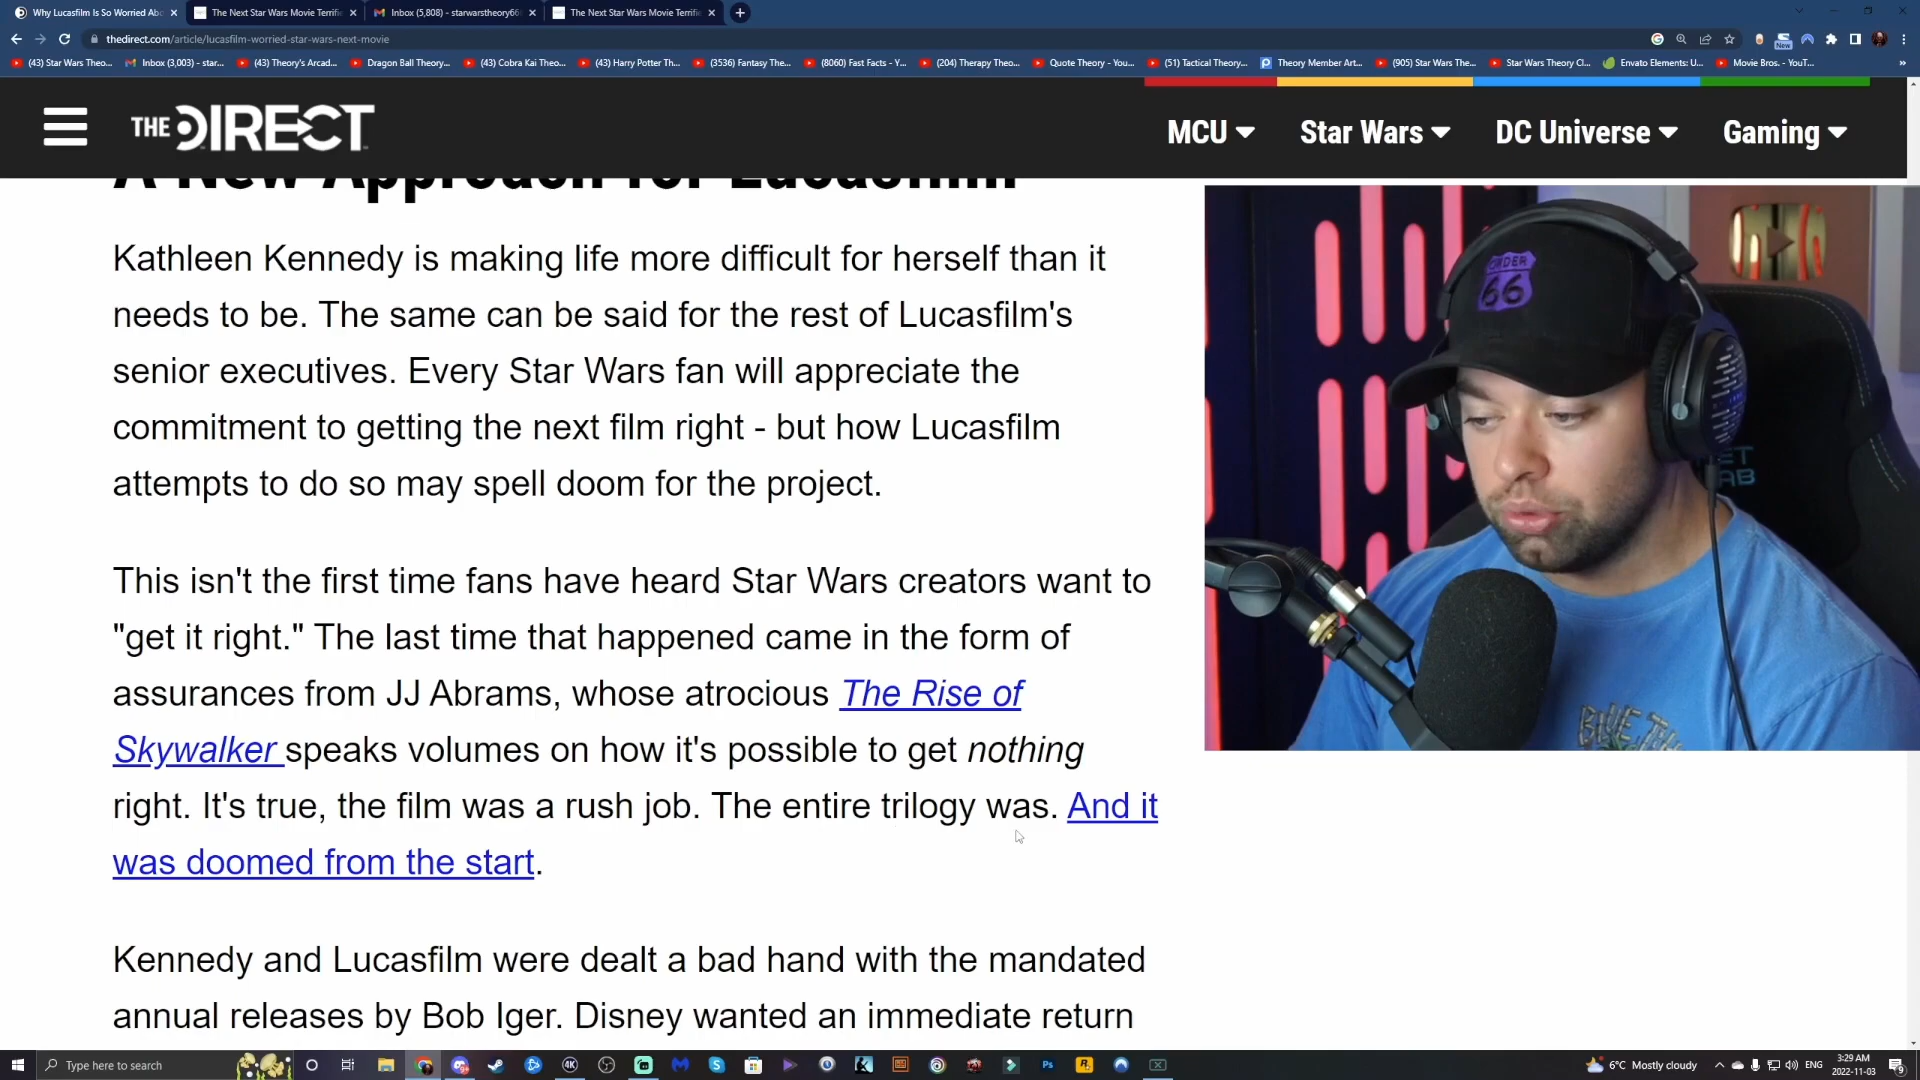 Why Lucasfilm Is So Worried Abo
The Next Star Wars Movie Terrific
Inbox (5,808) - starwarstheory66
The Next Star Wars Movie Terrific
thedirect.com/article/lucasfilm-worried-star-wars-next-movie
(43) Star Wars Theo...
Inbox (3,003) - star...
(43) Theory's Arcad...
Dragon Ball Theory...
(43) Cobra Kai Theo...
(43) Harry Potter Th...
(3536) Fantasy The...
(8060) Fast Facts - Y...
(204) Therapy Theo...
Quote Theory - You...
(51) Tactical Theory...
Theory Member Art...
(905) Star Wars The...
Star Wars Theory Cl...
Envato Elements: U...
Movie Bros. - YouT...
New
THE DIRECT
MCU
Star Wars
DC Universe
Gaming
A New Approach for Lucasfilm
Kathleen Kennedy is making life more difficult for herself than it
needs to be. The same can be said for the rest of Lucasfilm's
senior executives. Every Star Wars fan will appreciate the
commitment to getting the next film right - but how Lucasfilm
attempts to do so may spell doom for the project.
This isn't the first time fans have heard Star Wars creators want to
"get it right." The last time that happened came in the form of
assurances from JJ Abrams, whose atrocious The Rise of
Skywalker speaks volumes on how it's possible to get nothing
right. It's true, the film was a rush job. The entire trilogy was. And it
was doomed from the start.
Kennedy and Lucasfilm were dealt a bad hand with the mandated
annual releases by Bob Iger. Disney wanted an immediate return
ORDER
66
Type here to search
6°C Mostly cloudy
ENG
3:29 AM
2022-11-03